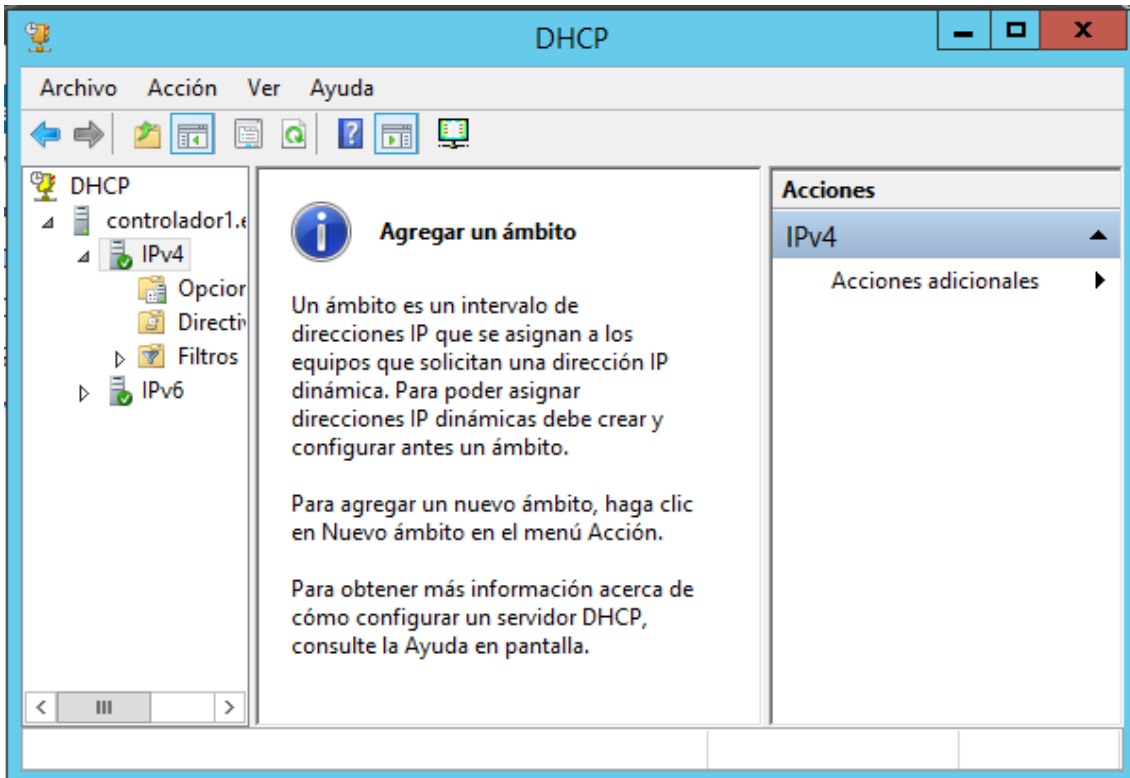 DHCP
Archivo Acción Ver Ayuda
DHCP
controlador1.e
IPv4
Opcion
Directiv
Filtros
IPv6
Agregar un ámbito
Un ámbito es un intervalo de
direcciones IP que se asignan a los
equipos que solicitan una dirección IP
dinámica. Para poder asignar
direcciones IP dinámicas debe crear y
configurar antes un ámbito.
Para agregar un nuevo ámbito, haga clic
en Nuevo ámbito en el menú Acción.
Para obtener más información acerca de
cómo configurar un servidor DHCP,
consulte la Ayuda en pantalla.
Acciones
IPv4
Acciones adicionales